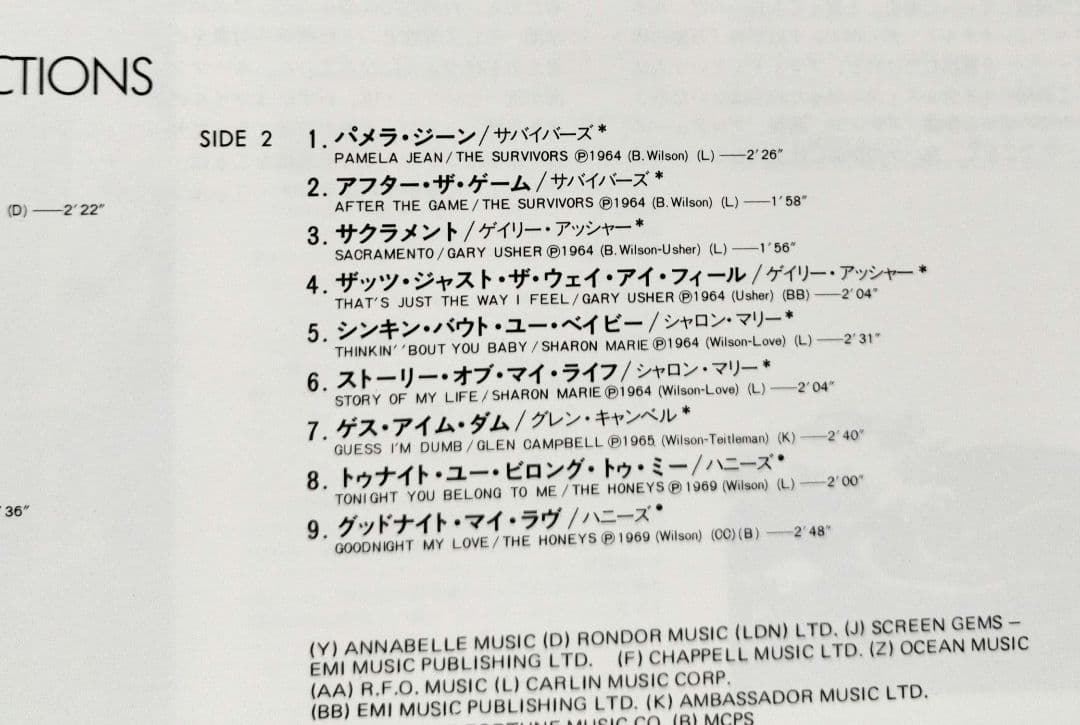 CTIONS
SIDE 2
1. パメラ・ジーン/サバイバーズ*
PAMELA JEAN/THE SURVIVORS Ⓟ1964 (B.Wilson) (L)——2'26"
2. アフター・ザ・ゲーム/サバイバーズ*
AFTER THE GAME/THE SURVIVORS Ⓟ1964 (B.Wilson) (L)——1'58"
(D)——2'22"
3. サクラメント/ゲイリー・アッシャー*
SACRAMENTO/GARY USHER Ⓟ1964 (B.Wilson-Usher) (L)——1'56"
4. ザッツ・ジャスト・ザ・ウェイ・アイ・フィール/ゲイリー・アッシャー*
THAT'S JUST THE WAY I FEEL/GARY USHER Ⓟ1964 (Usher) (BB)——2'04"
5. シンキン・バウト・ユー・ベイビー/シャロン・マリー*
THINKIN' 'BOUT YOU BABY/SHARON MARIE Ⓟ1964 (Wilson-Love) (L)——2'31"
6. ストーリー・オブ・マイ・ライフ/シャロン・マリー*
STORY OF MY LIFE/SHARON MARIE Ⓟ1964 (Wilson-Love) (L)——2'04"
7. ゲス・アイム・ダム/グレン・キャンベル*
GUESS I'M DUMB/GLEN CAMPBELL Ⓟ1965 (Wilson-Teitleman) (K)——2'40"
8. トゥナイト・ユー・ビロング・トゥ・ミー/ハニーズ•
TONIGHT YOU BELONG TO ME/THE HONEYS Ⓟ1969 (Wilson) (L)——2'00"
'36"
9. グッドナイト・マイ・ラヴ/ハニーズ•
GOODNIGHT MY LOVE/THE HONEYS Ⓟ1969 (Wilson) (CC)(B)——2'48"
(Y) ANNABELLE MUSIC (D) RONDOR MUSIC (LDN) LTD. (J) SCREEN GEMS –
EMI MUSIC PUBLISHING LTD. (F) CHAPPELL MUSIC LTD. (Z) OCEAN MUSIC
(AA) R.F.O. MUSIC (L) CARLIN MUSIC CORP.
(BB) EMI MUSIC PUBLISHING LTD. (K) AMBASSADOR MUSIC LTD.
MUSIC CO. (B) MCPS